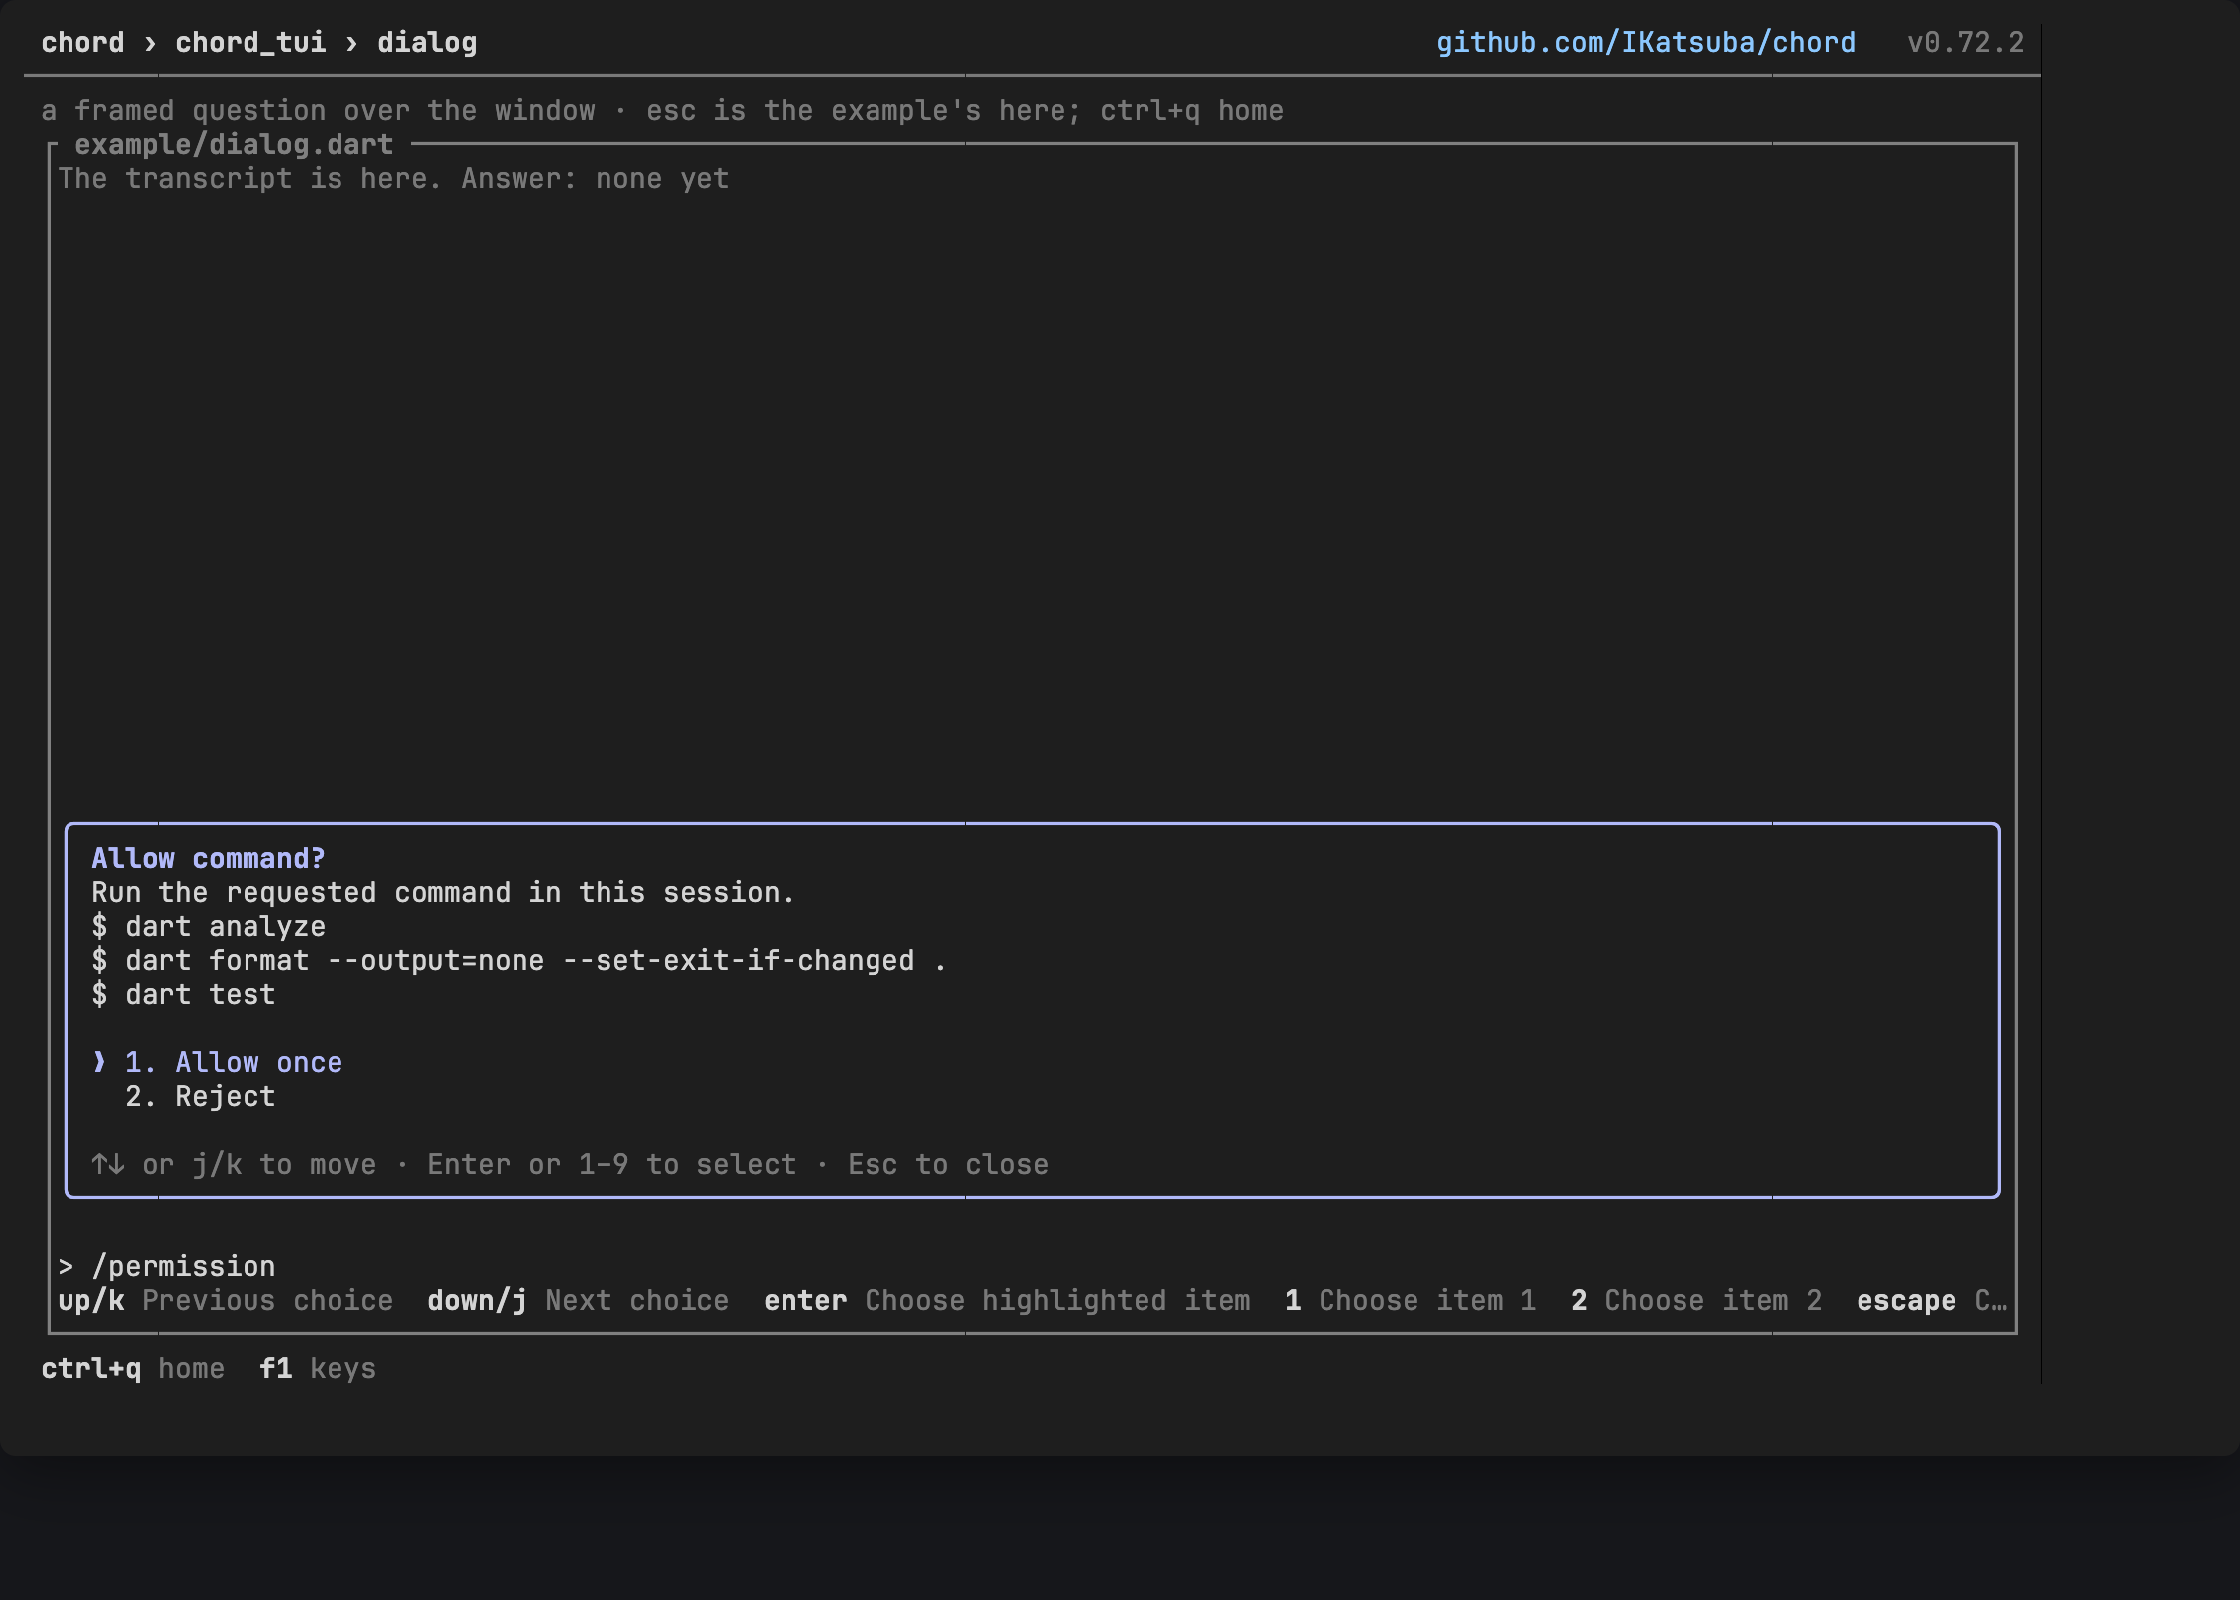 chord › chord_tui › dialog github.com/IKatsuba/chord v0.72.2
a framed question over the window · esc is the example's here; ctrl+q home
example/dialog.dart
The transcript is here. Answer: none yet
Allow command?
Run the requested command in this session.
$ dart analyze
$ dart format --output=none --set-exit-if-changed .
$ dart test
❯ 1. Allow once
2. Reject
↑↓ or j/k to move · Enter or 1–9 to select · Esc to close
> /permission
up/k Previous choice down/j Next choice enter Choose highlighted item 1 Choose item 1 2 Choose item 2 escape C…
ctrl+q home f1 keys